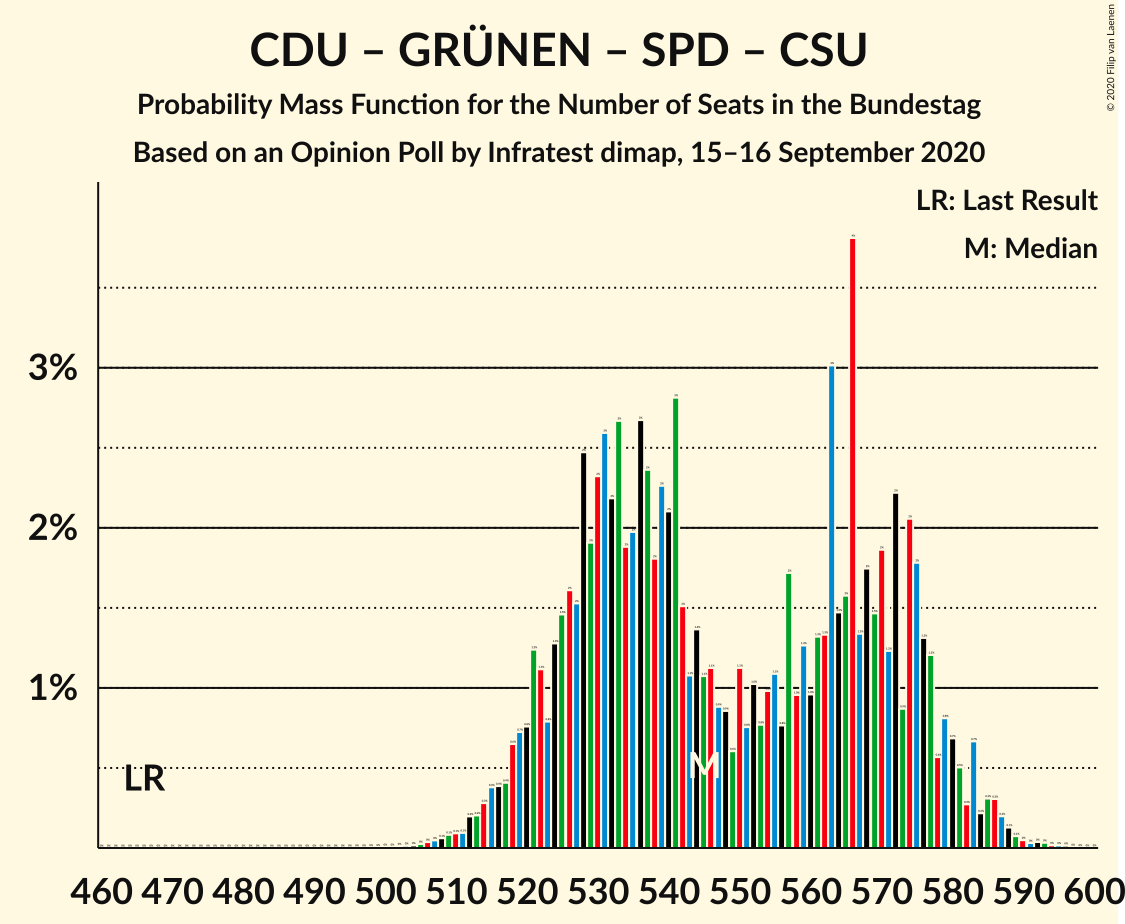 CDU – GRÜNEN – SPD – CSU
Probability Mass Function for the Number of Seats in the Bundestag
Based on an Opinion Poll by Infratest dimap, 15–16 September 2020
© 2020 Filip van Laenen
LR: Last Result
M: Median
3%
2%
1%
LR
M
460 470 480 490 500 510 520 530 540 550 560 570 580 590 600